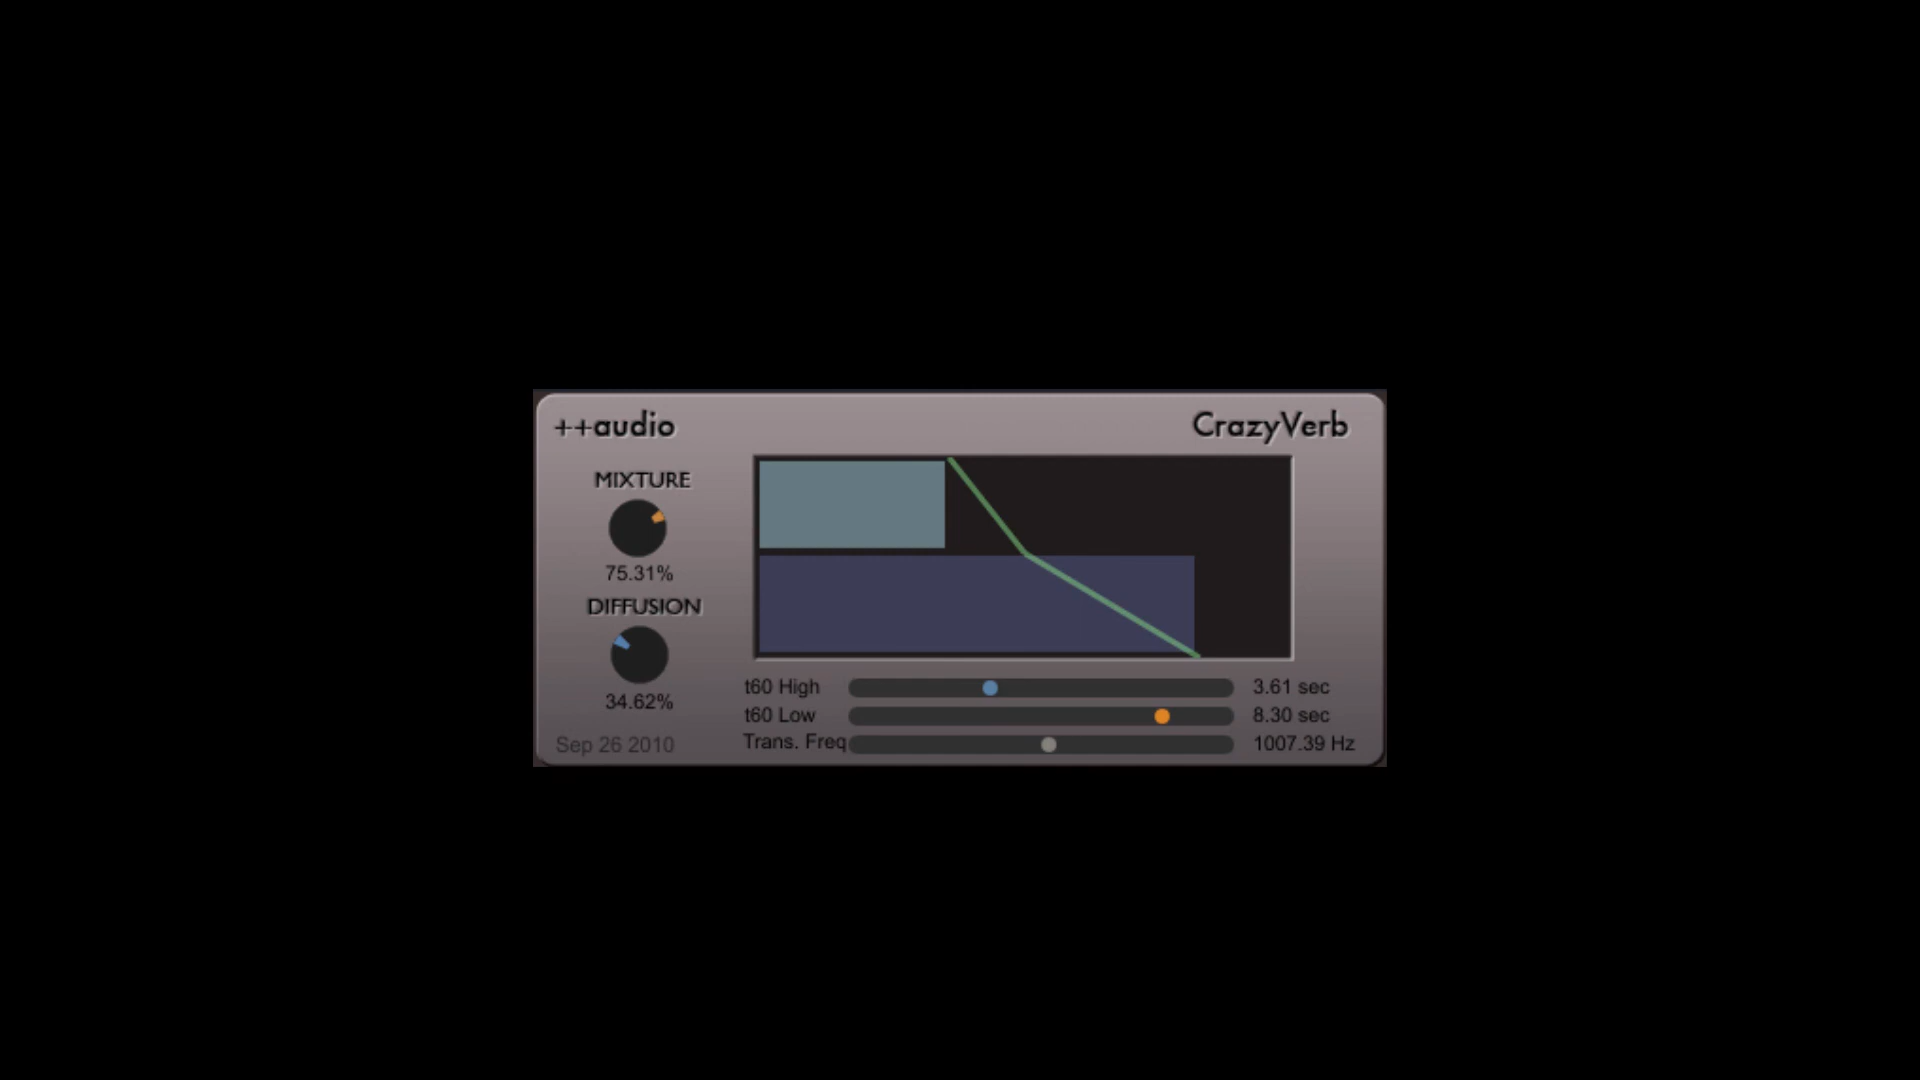 ++audio
CrazyVerb
MIXTURE
75.31%
DIFFUSION
34.62%
t60 High
3.61 sec
t60 Low
8.30 sec
Trans. Freq
1007.39 Hz
Sep 26 2010